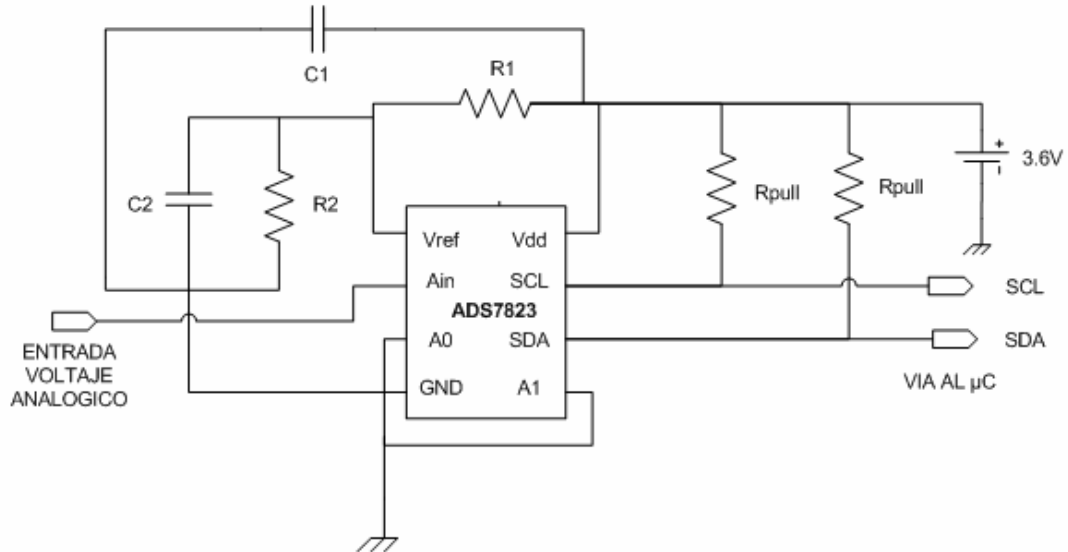 C1
R1
3.6V
C2
R2
Rpull
Rpull
Vref
Vdd
Ain
SCL
ADS7823
A0
SDA
GND
A1
SCL
SDA
ENTRADA
VOLTAJE
ANALOGICO
VIA AL µC
+
-